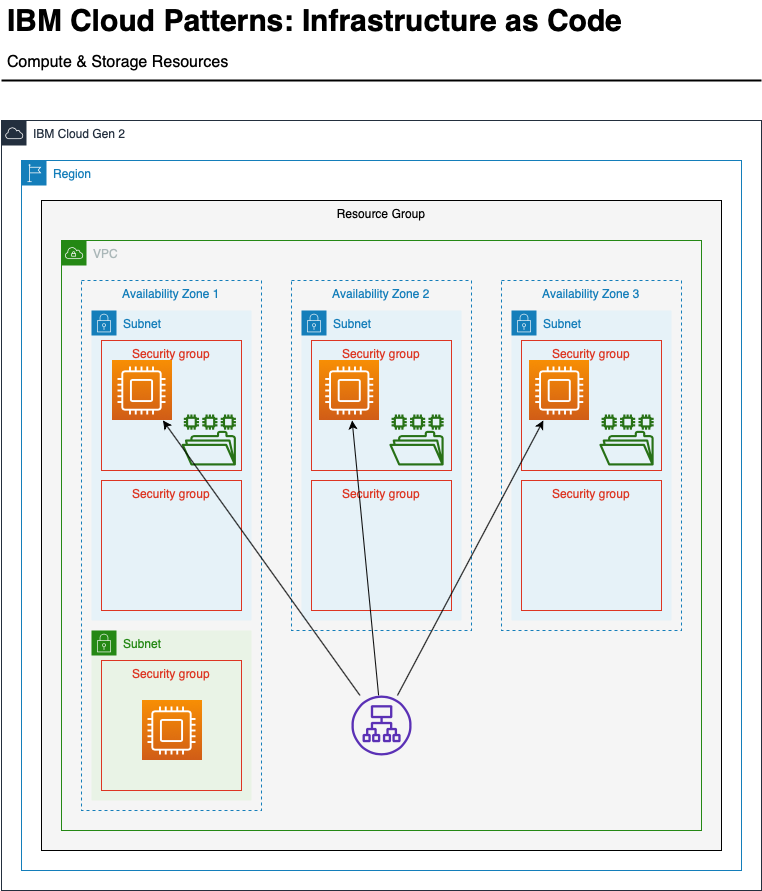 IBM Cloud Patterns: Infrastructure as Code
Compute & Storage Resources
IBM Cloud Gen 2
Region
Resource Group
VPC
Availability Zone 1
Availability Zone 2
Availability Zone 3
Subnet
Subnet
Subnet
Security group
Security group
Security group
Security group
Security group
Security group
Subnet
Security group